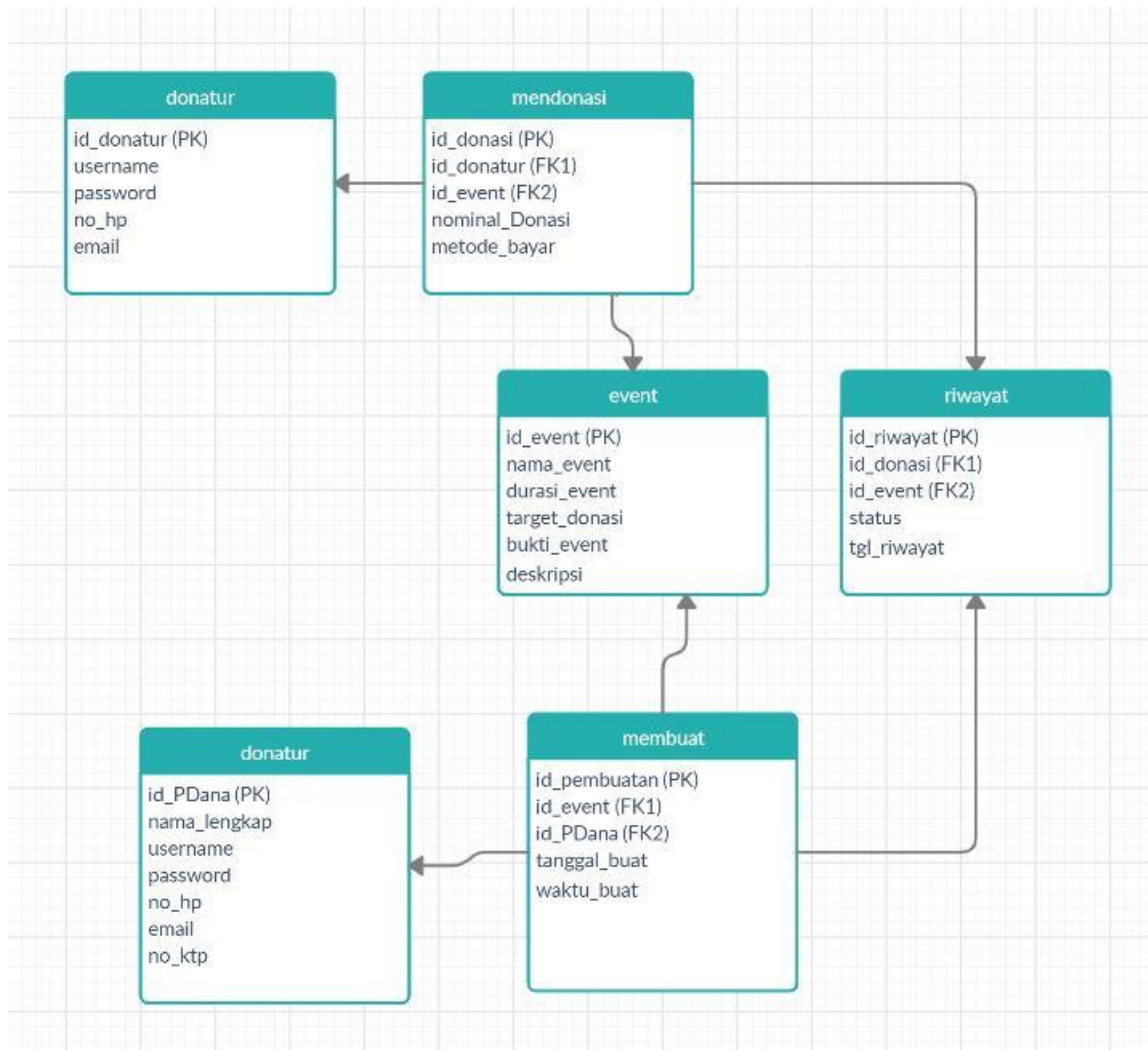 donatur
id_donatur (PK)
username
password
no_hp
email
mendonasi
id_donasi (PK)
id_donatur (FK1)
id_event (FK2)
nominal_Donasi
metode_bayar
event
id_event (PK)
nama_event
durasi_event
target_donasi
bukti_event
deskripsi
riwayat
id_riwayat (PK)
id_donasi (FK1)
id_event (FK2)
status
tgl_riwayat
donatur
id_PDana (PK)
nama_lengkap
username
password
no_hp
email
no_ktp
membuat
id_pembuatan (PK)
id_event (FK1)
id_PDana (FK2)
tanggal_buat
waktu_buat